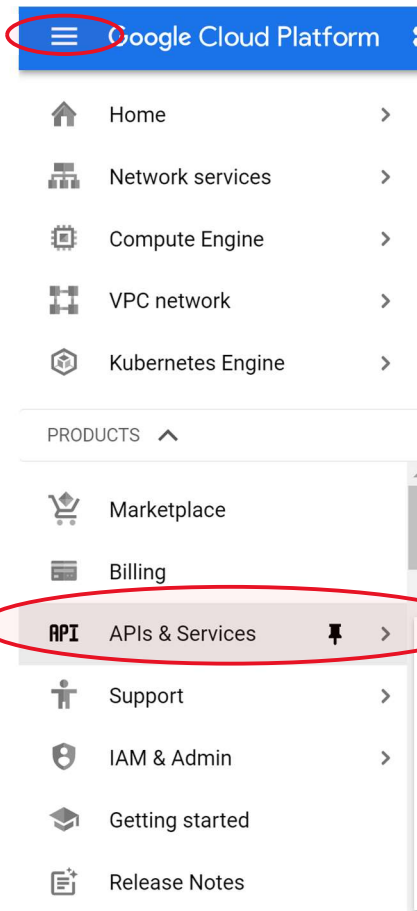 Google Cloud Platform
Home
Network services
Compute Engine
VPC network
Kubernetes Engine
PRODUCTS
Marketplace
Billing
API APIs & Services
Support
IAM & Admin
Getting started
Release Notes